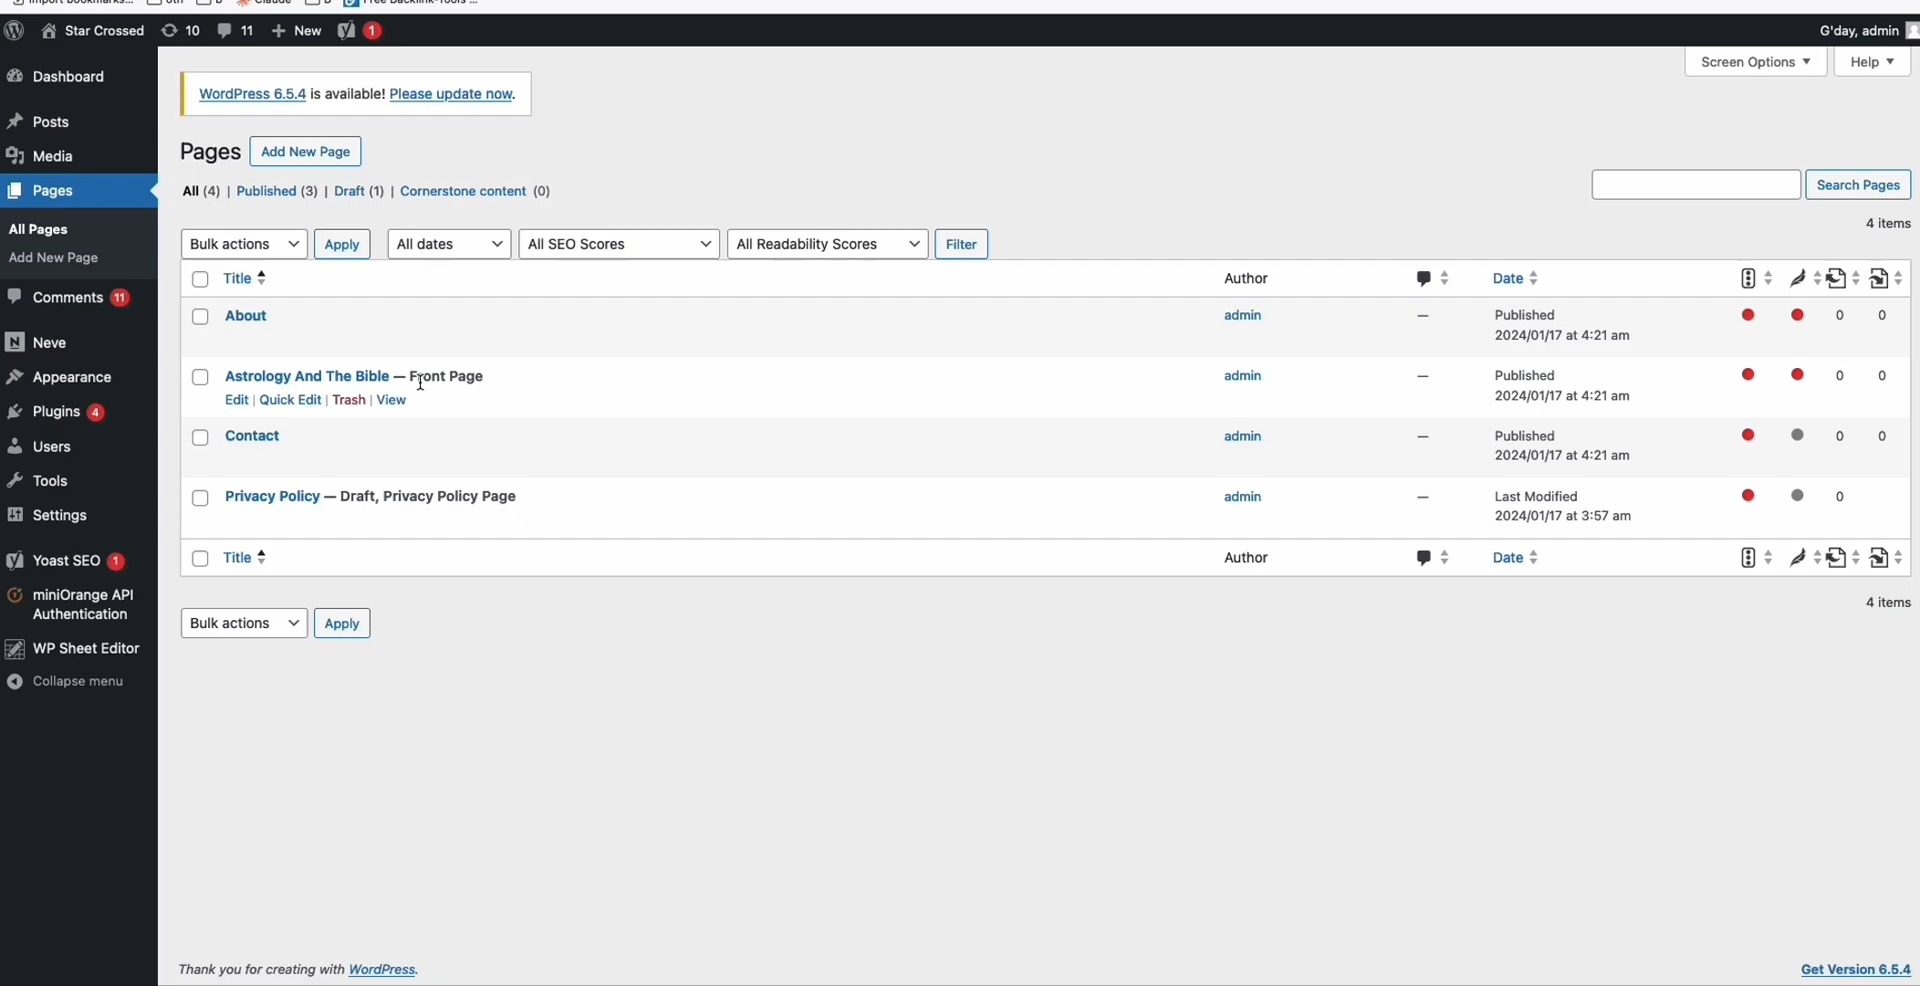 Import bookmarks... oth B Claude B Free Backlink-Tools ...
Star Crossed 10 11 New 1 G'day, admin
Screen Options Help
WordPress 6.5.4 is available! Please update now.
Pages Add New Page
All (4) | Published (3) | Draft (1) | Cornerstone content (0)
Search Pages
4 items
Bulk actions Apply All dates All SEO Scores All Readability Scores Filter
Title Author Date
About admin — Published 0 0
2024/01/17 at 4:21 am
Astrology And The Bible — Front Page admin — Published 0 0
Edit | Quick Edit | Trash | View 2024/01/17 at 4:21 am
Contact admin — Published 0 0
2024/01/17 at 4:21 am
Privacy Policy — Draft, Privacy Policy Page admin — Last Modified 0
2024/01/17 at 3:57 am
Title Author Date
4 items
Bulk actions Apply
Dashboard
Posts
Media
Pages
All Pages
Add New Page
Comments 11
Neve
Appearance
Plugins 4
Users
Tools
Settings
Yoast SEO 1
miniOrange API
Authentication
WP Sheet Editor
Collapse menu
Thank you for creating with WordPress. Get Version 6.5.4